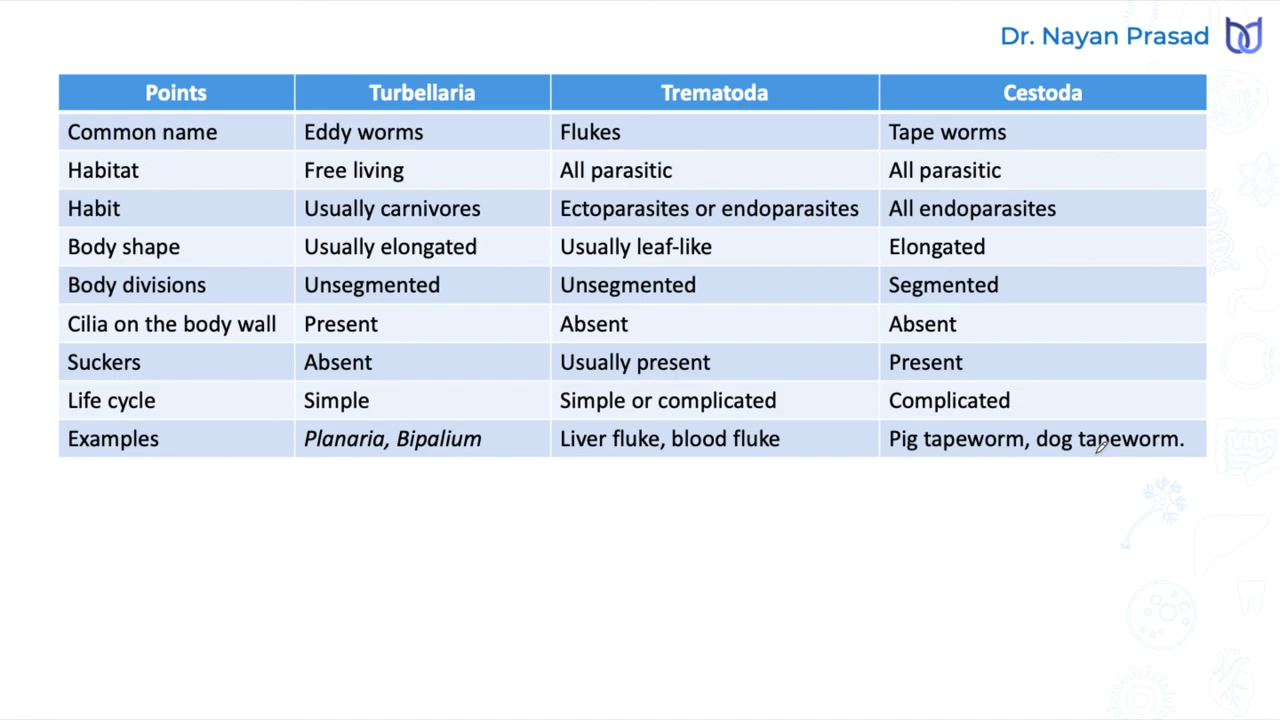 Dr. Nayan Prasad
Points Turbellaria Trematoda Cestoda
Common name Eddy worms Flukes Tape worms
Habitat Free living All parasitic All parasitic
Habit Usually carnivores Ectoparasites or endoparasites All endoparasites
Body shape Usually elongated Usually leaf-like Elongated
Body divisions Unsegmented Unsegmented Segmented
Cilia on the body wall Present Absent Absent
Suckers Absent Usually present Present
Life cycle Simple Simple or complicated Complicated
Examples Planaria, Bipalium Liver fluke, blood fluke Pig tapeworm, dog tapeworm.